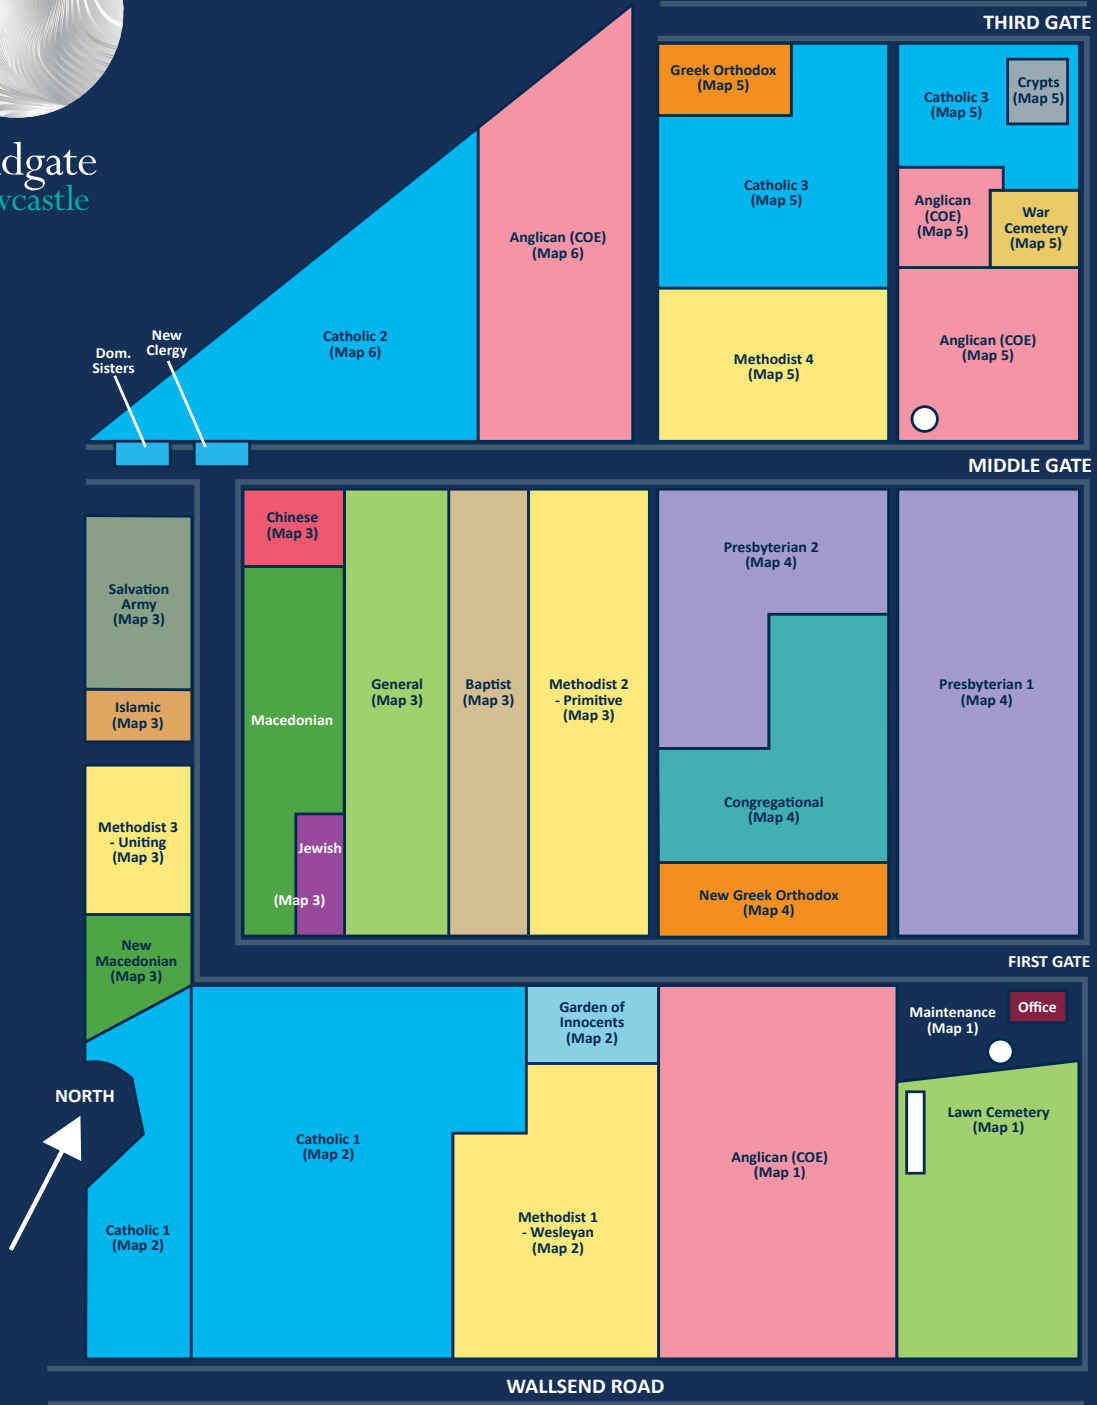 dgate
vcastle
THIRD GATE
Greek Orthodox
(Map 5)
Catholic 3
(Map 5)
Crypts
(Map 5)
Catholic 3
(Map 5)
Anglican
(COE)
(Map 5)
War
Cemetery
(Map 5)
Anglican (COE)
(Map 6)
Catholic 2
(Map 6)
Dom.
Sisters
New
Clergy
Methodist 4
(Map 5)
Anglican (COE)
(Map 5)
MIDDLE GATE
Salvation
Army
(Map 3)
Islamic
(Map 3)
Methodist 3
- Uniting
(Map 3)
New
Macedonian
(Map 3)
Chinese
(Map 3)
Macedonian
Jewish
(Map 3)
General
(Map 3)
Baptist
(Map 3)
Methodist 2
- Primitive
(Map 3)
Presbyterian 2
(Map 4)
Congregational
(Map 4)
New Greek Orthodox
(Map 4)
Presbyterian 1
(Map 4)
FIRST GATE
NORTH
Catholic 1
(Map 2)
Catholic 1
(Map 2)
Garden of
Innocents
(Map 2)
Methodist 1
- Wesleyan
(Map 2)
Anglican (COE)
(Map 1)
Maintenance
(Map 1)
Office
Lawn Cemetery
(Map 1)
WALLSEND ROAD